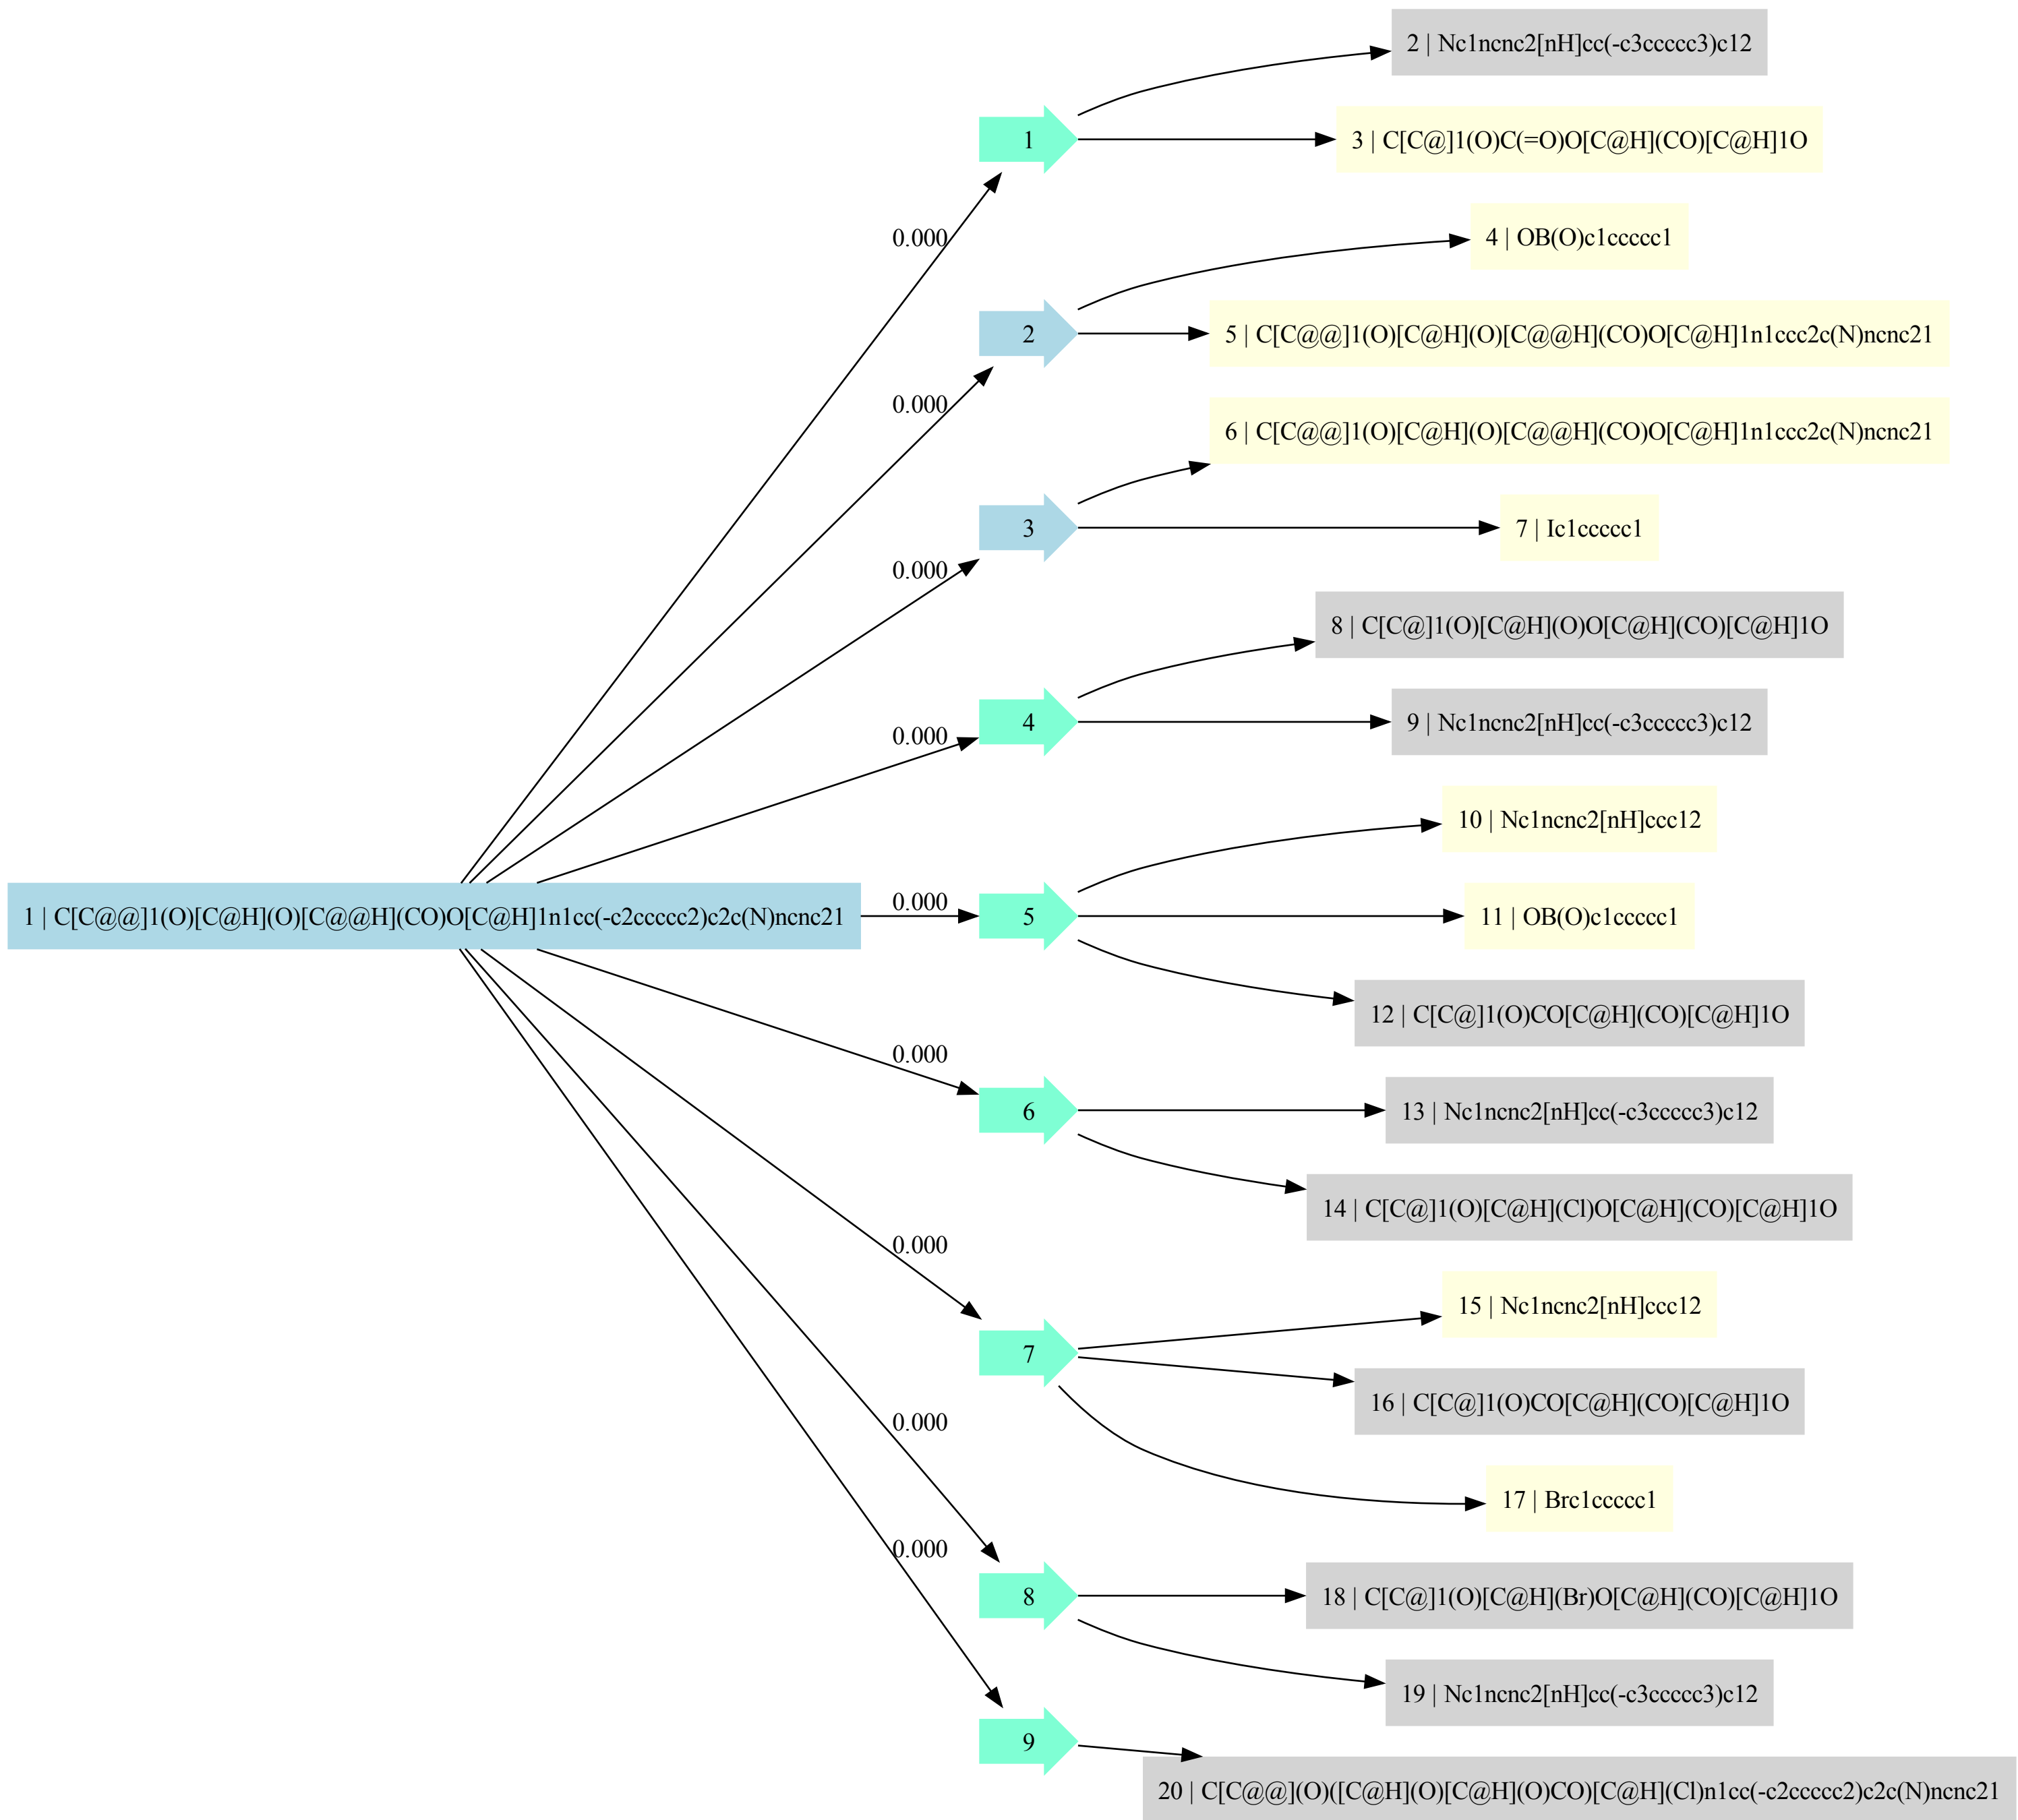 2 | Nc1ncnc2[nH]cc(-c3ccccc3)c12
1
3 | C[C@]1(O)C(=O)O[C@H](CO)[C@H]1O
0.000
4 | OB(O)c1ccccc1
2
5 | C[C@@]1(O)[C@H](O)[C@@H](CO)O[C@H]1n1ccc2c(N)ncnc21
0.000
6 | C[C@@]1(O)[C@H](O)[C@@H](CO)O[C@H]1n1ccc2c(N)ncnc21
3
7 | Ic1ccccc1
0.000
8 | C[C@]1(O)[C@H](O)O[C@H](CO)[C@H]1O
4
9 | Nc1ncnc2[nH]cc(-c3ccccc3)c12
0.000
10 | Nc1ncnc2[nH]ccc12
1 | C[C@@]1(O)[C@H](O)[C@@H](CO)O[C@H]1n1cc(-c2ccccc2)c2c(N)ncnc21
0.000
5
11 | OB(O)c1ccccc1
12 | C[C@]1(O)CO[C@H](CO)[C@H]1O
0.000
6
13 | Nc1ncnc2[nH]cc(-c3ccccc3)c12
14 | C[C@]1(O)[C@H](Cl)O[C@H](CO)[C@H]1O
0.000
15 | Nc1ncnc2[nH]ccc12
7
16 | C[C@]1(O)CO[C@H](CO)[C@H]1O
0.000
17 | Brc1ccccc1
0.000
8
18 | C[C@]1(O)[C@H](Br)O[C@H](CO)[C@H]1O
19 | Nc1ncnc2[nH]cc(-c3ccccc3)c12
9
20 | C[C@@](O)([C@H](O)[C@H](O)CO)[C@H](Cl)n1cc(-c2ccccc2)c2c(N)ncnc21